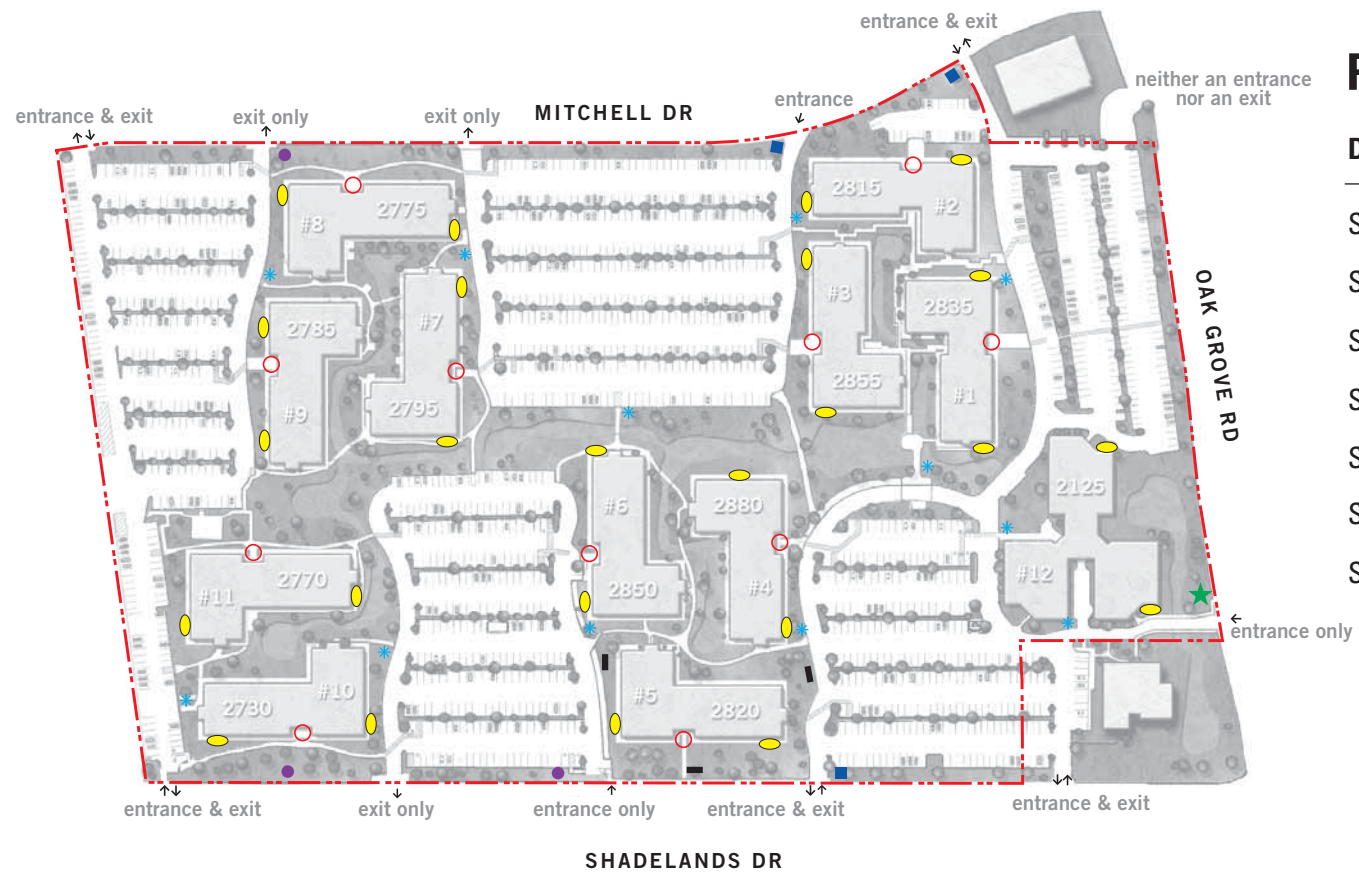 entrance & exit
neither an entrance
nor an exit
entrance
MITCHELL DR
entrance & exit
exit only
exit only
OAK GROVE RD
2815
#2
2775
#8
#3
2835
2785
#7
2855
#1
2795
#9
2125
#6
2880
#12
2770
#11
2850
#4
entrance only
#10
2730
#5
2820
entrance & exit
exit only
entrance only
entrance & exit
entrance & exit
SHADELANDS DR